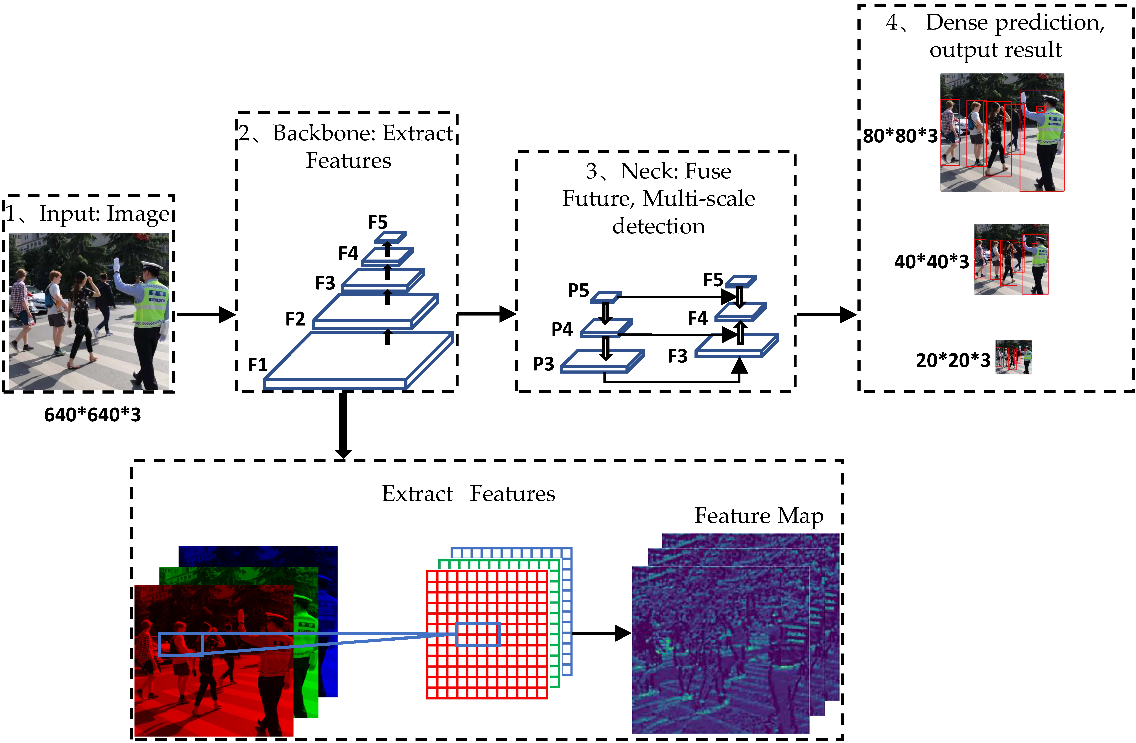 1、Input: Image
640*640*3
2、Backbone: Extract
Features
F5
F4
F3
F2
F1
3、Neck: Fuse
Future, Multi-scale
detection
P5
P4
P3
F5
F4
F3
4、Dense prediction,
output result
80*80*3
40*40*3
20*20*3
Extract Features
Feature Map